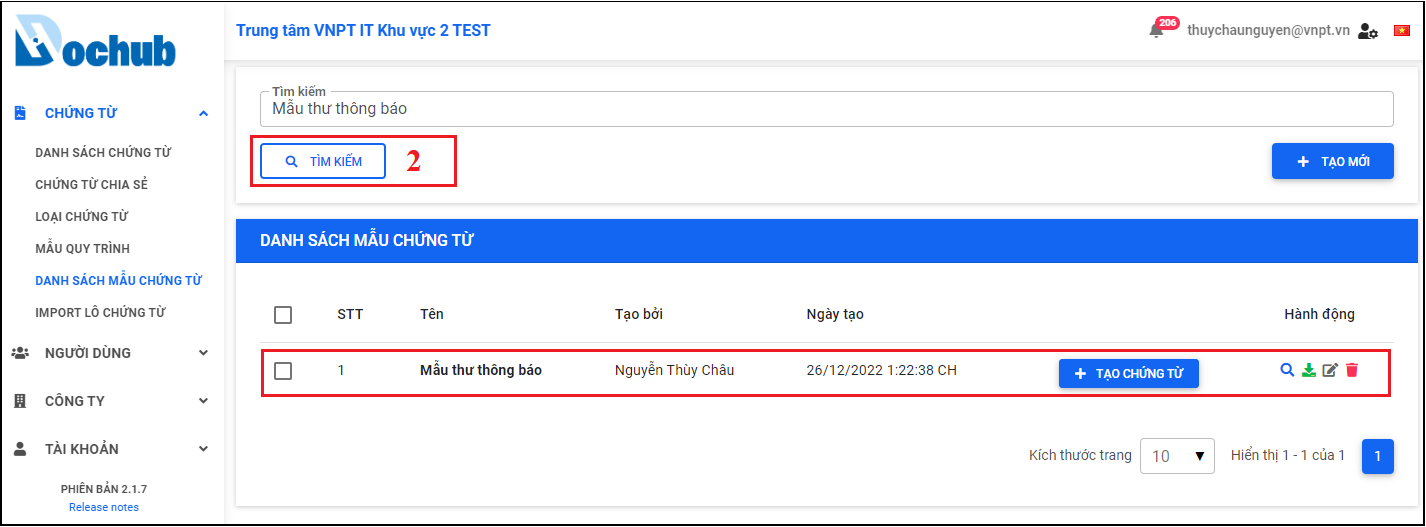 Dochub
Trung tâm VNPT IT Khu vực 2 TEST
206
thuychaunguyen@vnpt.vn
CHỨNG TỪ
DANH SÁCH CHỨNG TỪ
CHỨNG TỪ CHIA SẺ
LOẠI CHỨNG TỪ
MẪU QUY TRÌNH
DANH SÁCH MẪU CHỨNG TỪ
IMPORT LÔ CHỨNG TỪ
NGƯỜI DÙNG
CÔNG TY
TÀI KHOẢN
PHIÊN BẢN 2.1.7
Release notes
Tìm kiếm
Mẫu thư thông báo
TÌM KIẾM 2
+ TẠO MỚI
DANH SÁCH MẪU CHỨNG TỪ
STT Tên Tạo bởi Ngày tạo Hành động
1 Mẫu thư thông báo Nguyễn Thùy Châu 26/12/2022 1:22:38 CH + TẠO CHỨNG TỪ
Kích thước trang 10 Hiển thị 1 - 1 của 1 1